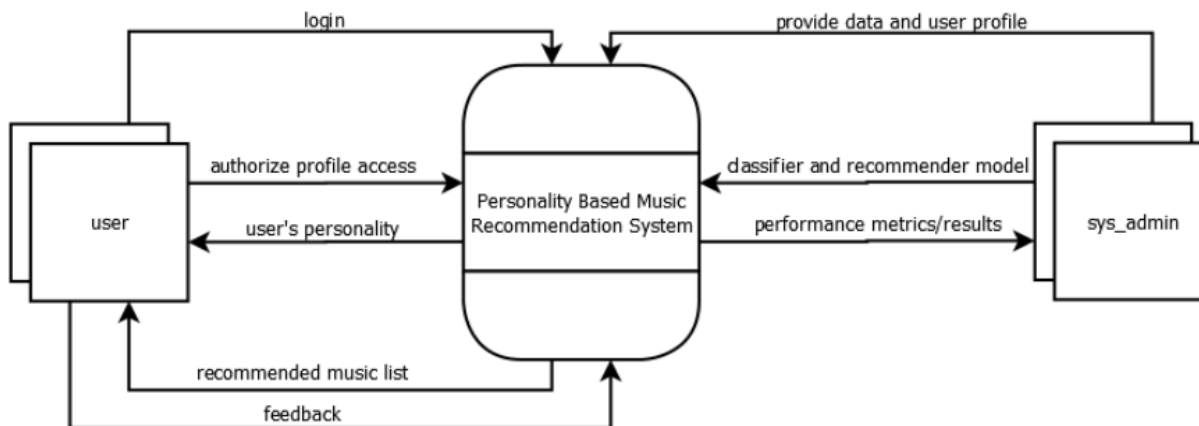 login
provide data and user profile
authorize profile access
classifier and recommender model
Personality Based Music
Recommendation System
user
user's personality
performance metrics/results
sys_admin
recommended music list
feedback